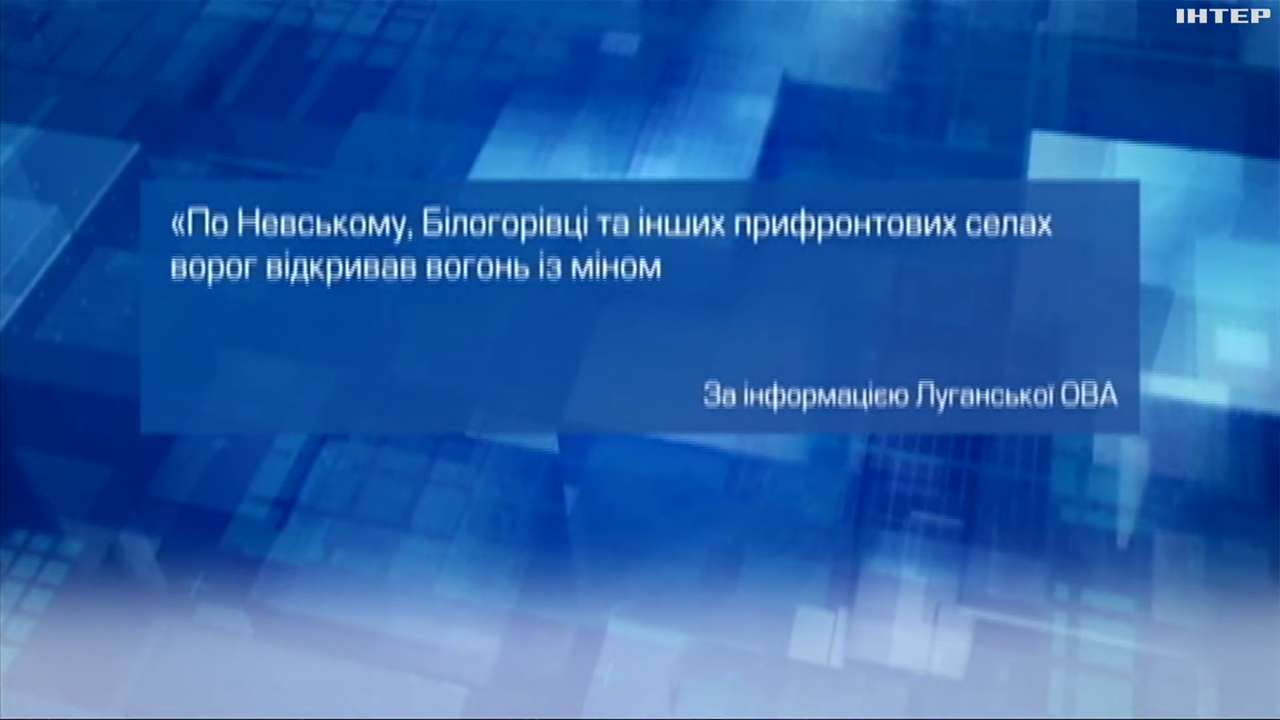 ІНТЕР
«По Невському, Білогорівці та інших прифронтових селах
ворог відкривав вогонь із міном
За інформацією Луганської ОВА